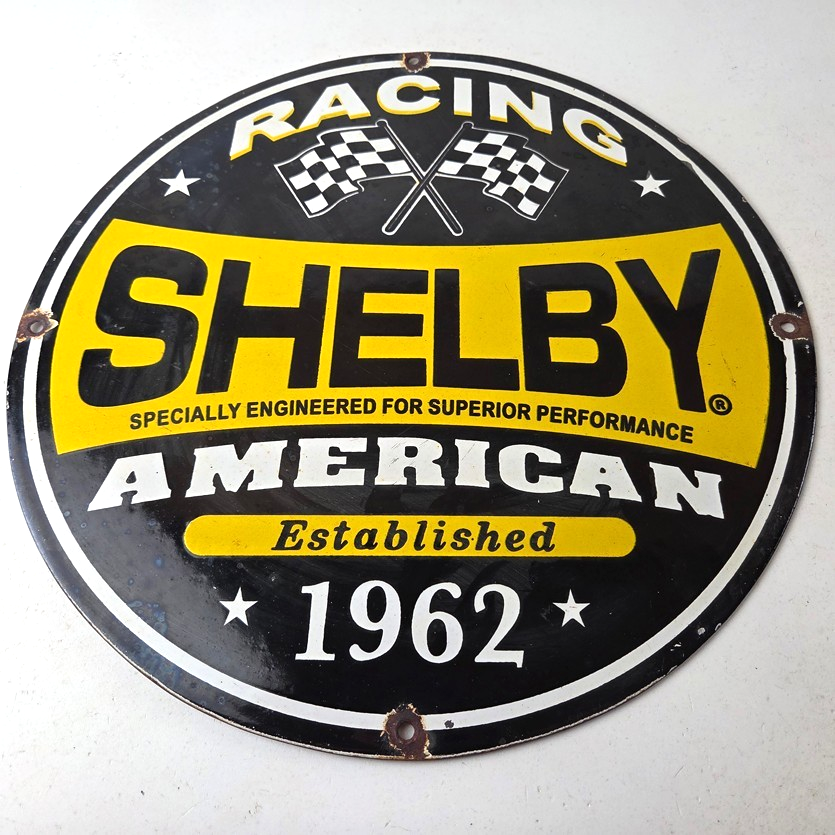 RACING
SHELBY®
SPECIALLY ENGINEERED FOR SUPERIOR PERFORMANCE
AMERICAN
Established
1962